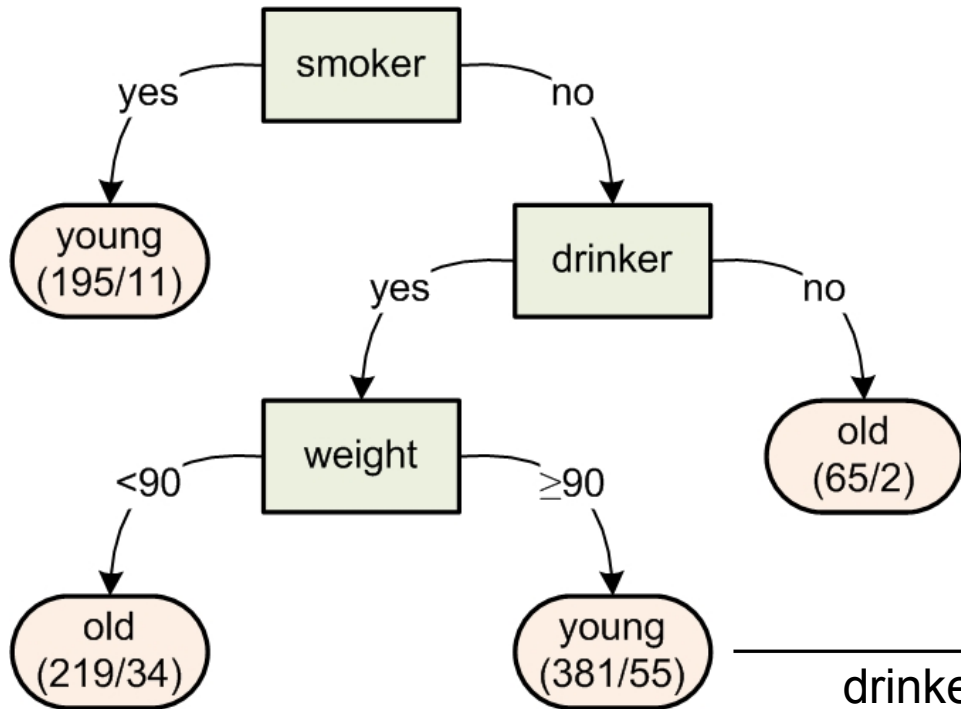 smoker
yes
no
young
(195/11)
drinker
yes
no
weight
old
(65/2)
<90
≥90
old
(219/34)
young
(381/55)